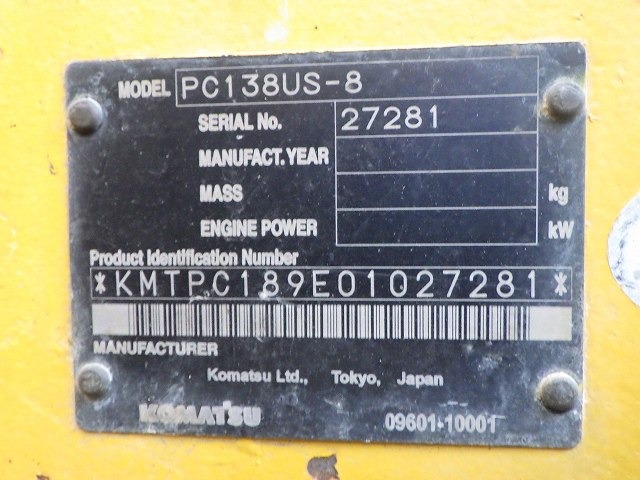 MODEL PC138US-8
SERIAL No. 27281
MANUFACT. YEAR
MASS kg
ENGINE POWER kW
Product Identification Number
*KMTPC189E01027281*
MANUFACTURER
Komatsu Ltd., Tokyo, Japan
KOMATSU 09601-10001